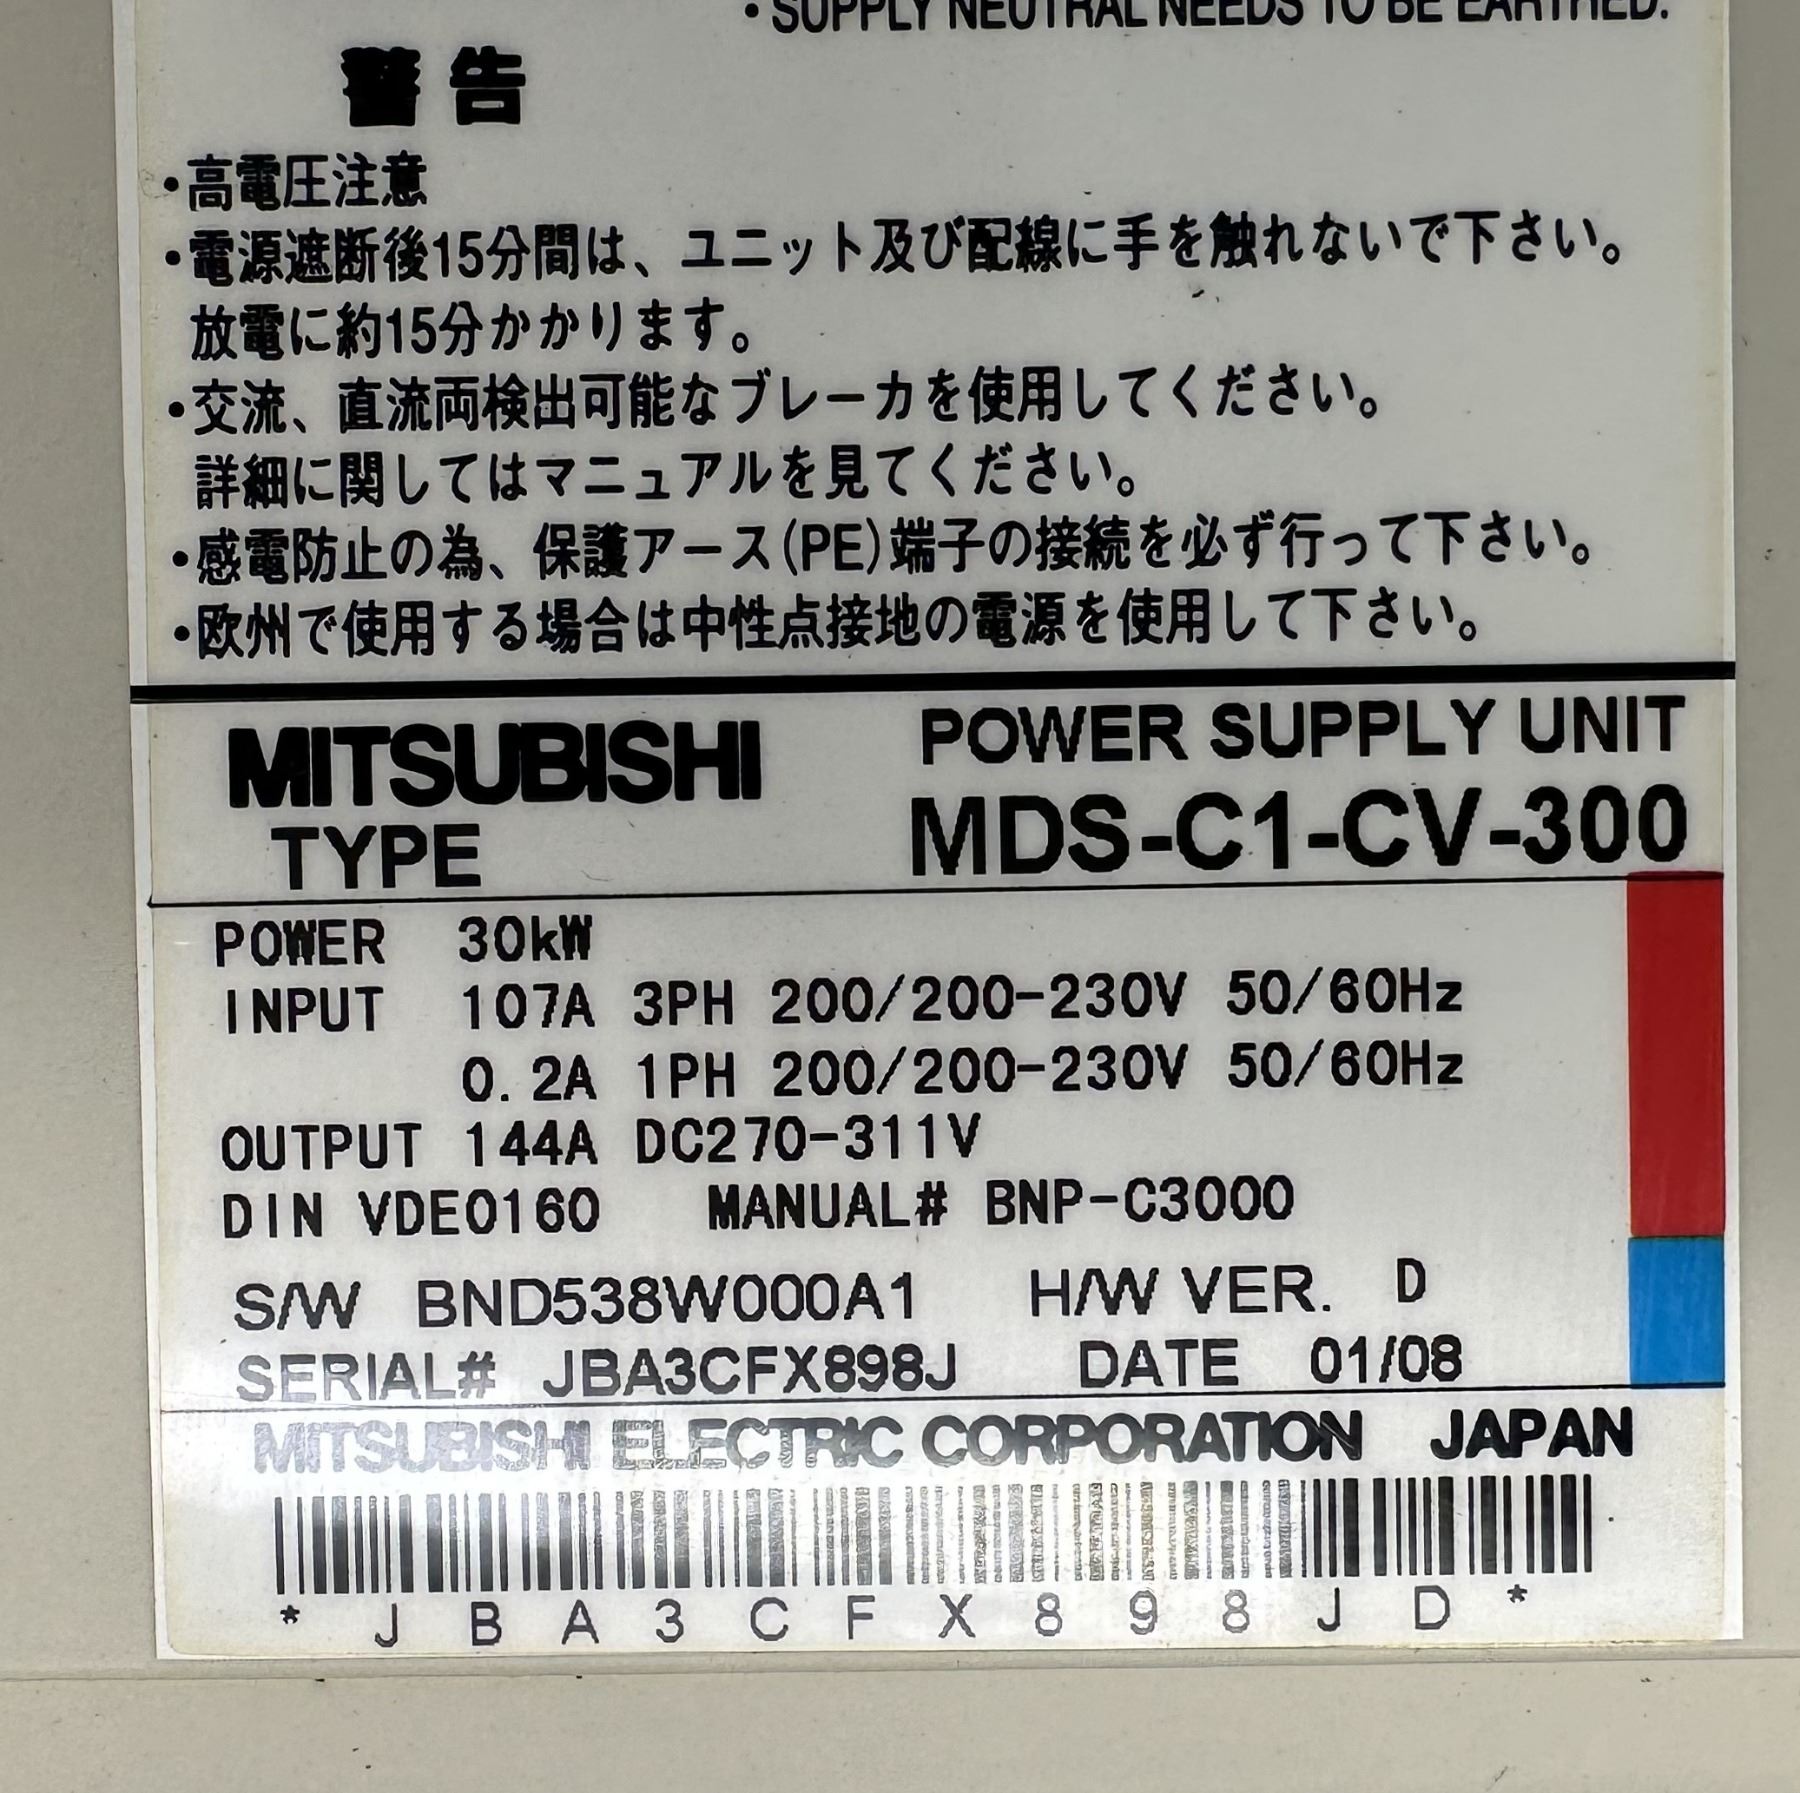 ・SUPPLY NEUTRAL NEEDS TO BE EARTHED.
警告
・高電圧注意
・電源遮断後15分間は、ユニット及び配線に手を触れないで下さい。
放電に約15分かかります。
・交流、直流両検出可能なブレーカを使用してください。
詳細に関してはマニュアルを見てください。
・感電防止の為、保護アース(PE)端子の接続を必ず行って下さい。
・欧州で使用する場合は中性点接地の電源を使用して下さい。
MITSUBISHI POWER SUPPLY UNIT
TYPE MDS-C1-CV-300
POWER 30kW
INPUT 107A 3PH 200/200-230V 50/60Hz
0.2A 1PH 200/200-230V 50/60Hz
OUTPUT 144A DC270-311V
DIN VDE0160 MANUAL# BNP-C3000
S/W BND538W000A1 H/W VER. D
SERIAL# JBA3CFX898J DATE 01/08
MITSUBISHI ELECTRIC CORPORATION JAPAN
* J B A 3 C F X 8 9 8 J D *